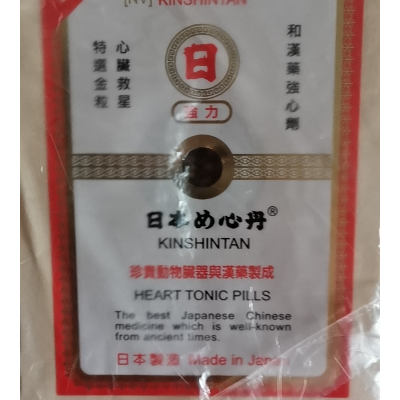 [NV] KINSHINTAN
特選金粒
心臟救星
日
和漢藥強心劑
強力
日本め心丹®
KINSHINTAN
珍貴動物臟器與漢藥製成
HEART TONIC PILLS
The best Japanese Chinese
medicine which is well-known
from ancient times.
日本製造 Made in Japan